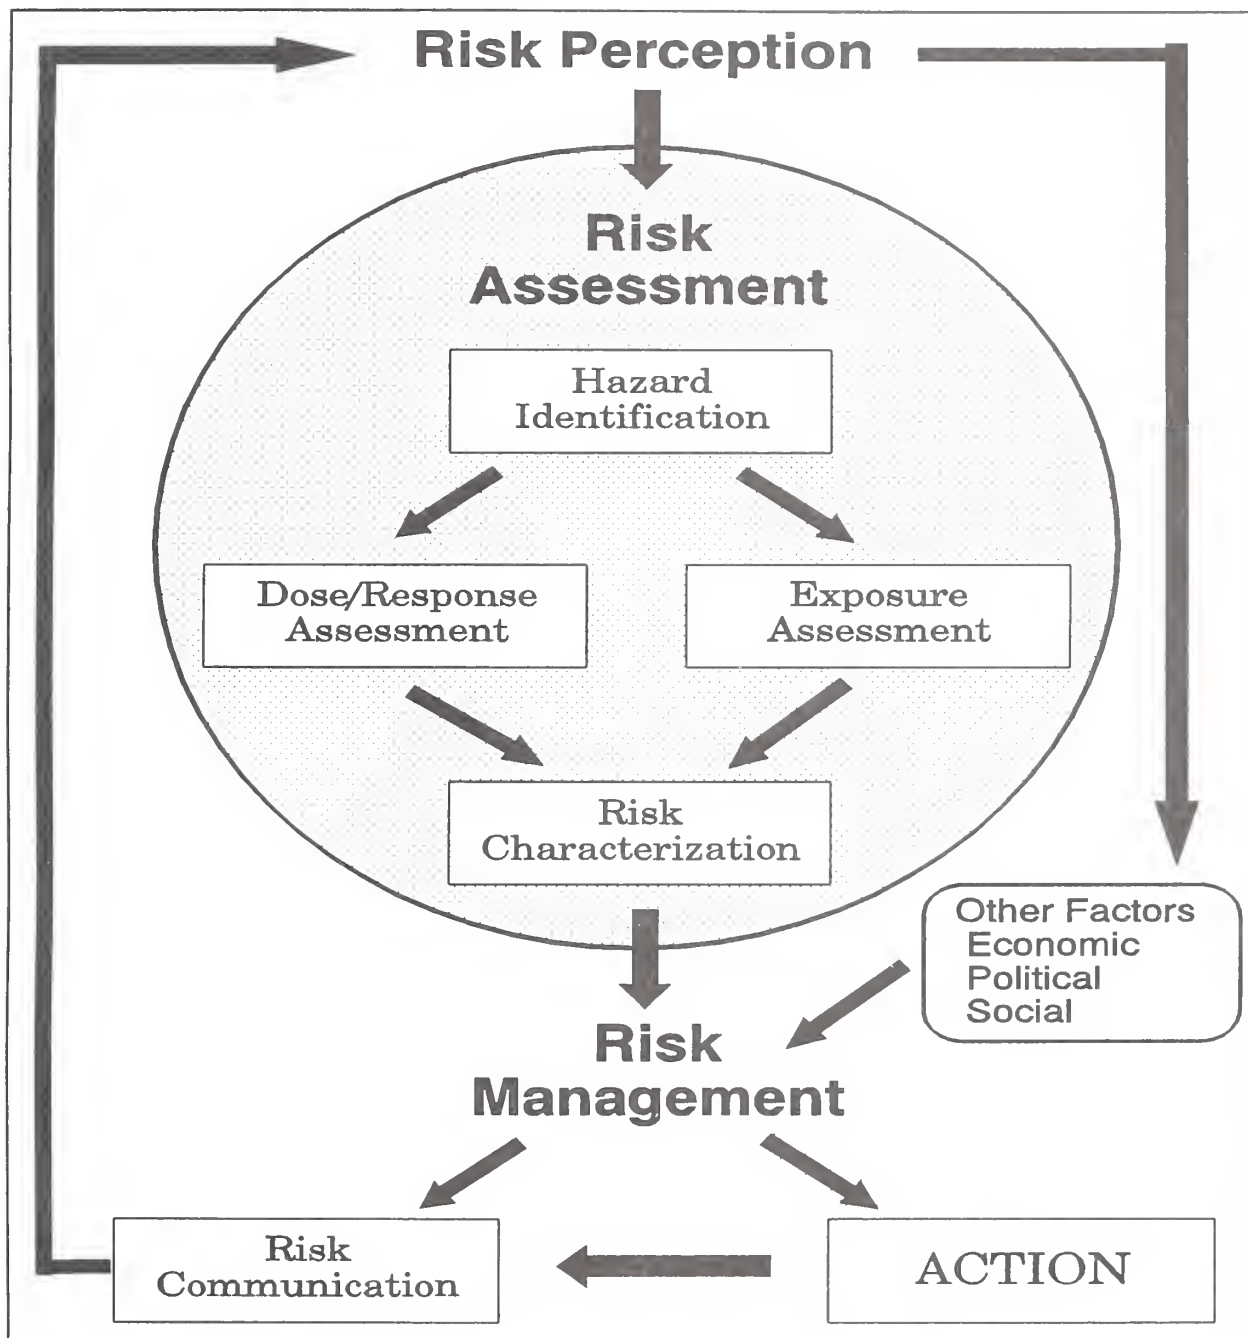 Risk Perception
Risk
Assessment
Hazard
Identification
Dose/Response
Assessment
Exposure
Assessment
Risk
Characterization
Other Factors
Economic
Political
Social
Risk
Management
Risk
Communication
ACTION